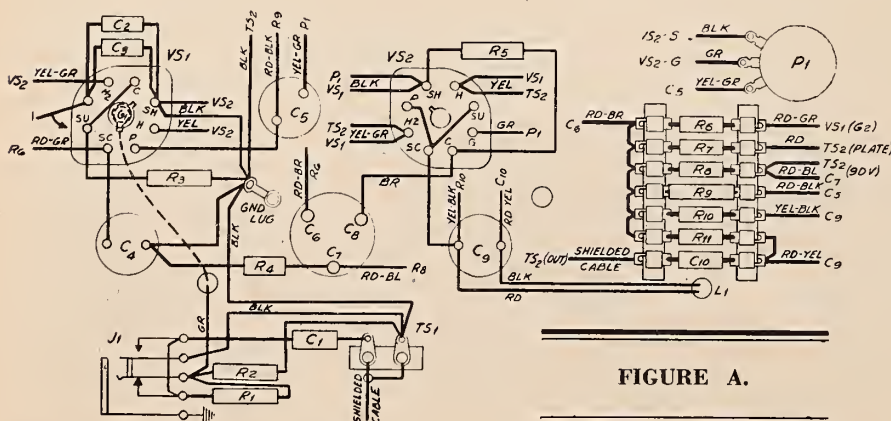 C2
C9
VS1
VS2 YEL-GR
H2
C
SH
VS2
BLK
G1
SU
H
YEL VS2
R6 RD-GR
SC
P
R3
GND
LUG
BLK TS2
RD-BLK R9
YEL-GR P1
C5
C4
R4
RD-BR R6
C6
C8
C7
RD-BL R8
BR
BLK
VS2
R5
P1
VS1 BLK
SH
H
VS1
YEL TS2
P
SU
TS2
YEL-GR
VS1
H2
GR P1
SC
C
G
YEL-BLK R10
RD YEL C10
C9
BLK
RD
L1
GR
BLK
TS1
J1
C1
R2
R1
SHIELDED
CABLE
BLK
VS2-G GR
C5 YEL-GR
P1
C6 RD-BR
R6
RD-GR VS1 (G2)
R7
RD TS2 (PLATE)
R8
TS2 (90V)
RD-BL C7
R9
RD-BLK C5
R10
YEL-BLK C9
R11
TS2 (OUT) SHIELDED
CABLE
C10
RD-YEL C9
FIGURE A.